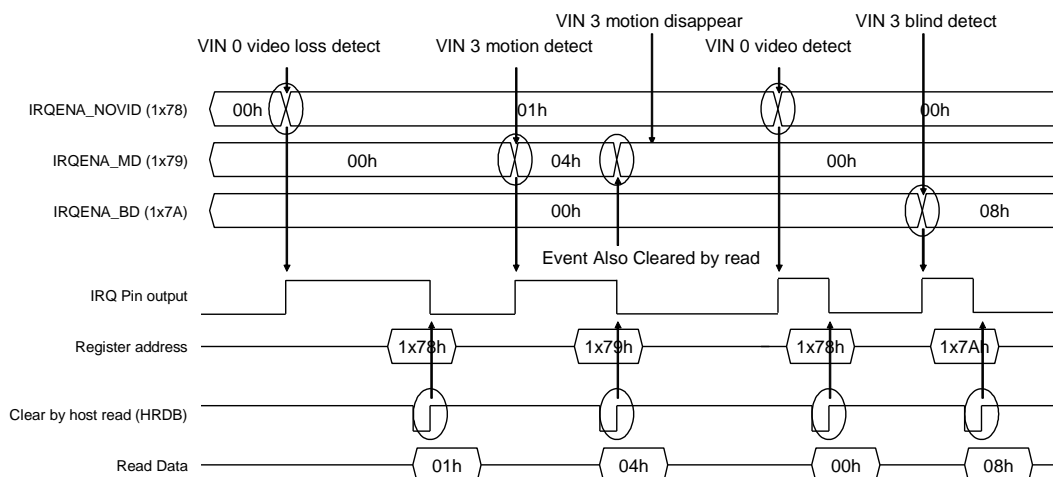 VIN 3 motion disappear
VIN 3 blind detect
VIN 0 video loss detect
VIN 3 motion detect
VIN 0 video detect
IRQENA_NOVID (1x78)
00h
01h
00h
IRQENA_MD (1x79)
00h
04h
00h
IRQENA_BD (1x7A)
00h
08h
Event Also Cleared by read
IRQ Pin output
Register address
1x78h
1x79h
1x78h
1x7Ah
Clear by host read (HRDB)
Read Data
01h
04h
00h
08h